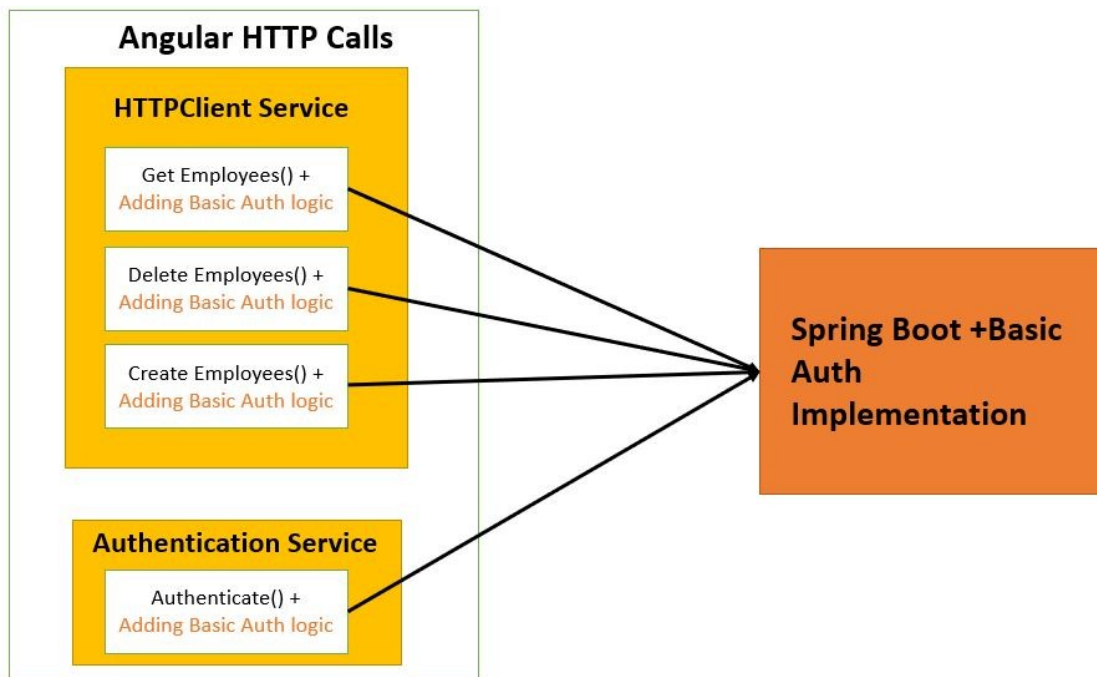 Angular HTTP Calls
HTTPClient Service
Get Employees() +
Adding Basic Auth logic
Delete Employees() +
Adding Basic Auth logic
Create Employees() +
Adding Basic Auth logic
Authentication Service
Authenticate() +
Adding Basic Auth logic
Spring Boot +Basic
Auth
Implementation